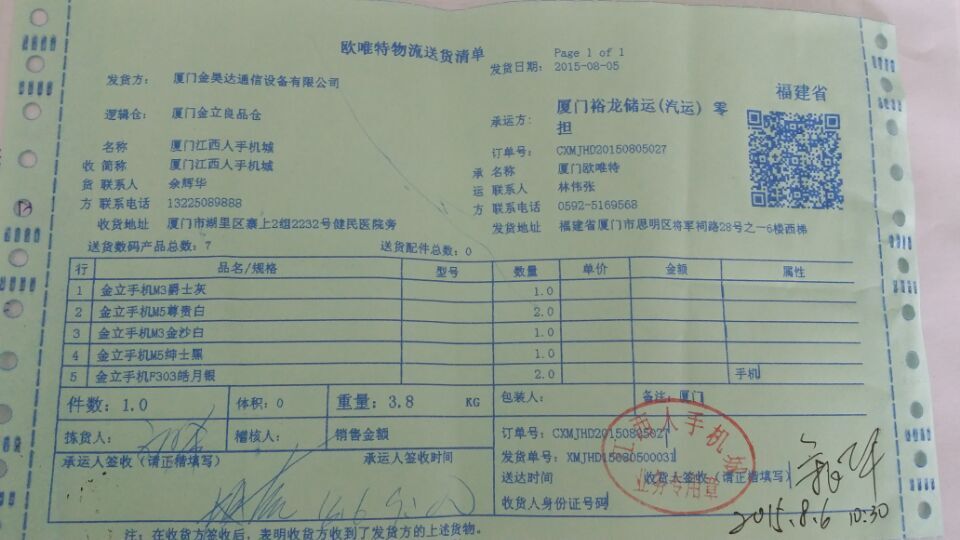 欧唯特物流送货清单
Page 1 of 1
发货日期: 2015-08-05
发货方: 厦门金昊达通信设备有限公司
福建省
逻辑仓: 厦门金立良品仓
承运方: 厦门裕龙储运(汽运) 零担
名称 厦门江西人手机城
订单号: CXMJHD20150805027
收 简称 厦门江西人手机城
承 名称 厦门欧唯特
货 联系人 余辉华
运 联系人 林伟张
方 联系电话 13225089888
方 联系电话 0592-5169568
收货地址 厦门市湖里区寨上2组2232号健民医院旁
发货地址 福建省厦门市思明区将军祠路28号之一6楼西梯
送货数码产品总数: 7 送货配件总数: 0
行 品名/规格 型号 数量 单价 金额 属性
1 金立手机M3爵士灰 1.0
2 金立手机M5尊贵白 2.0
3 金立手机M3金沙白 1.0
4 金立手机M5绅士黑 1.0
5 金立手机F303皓月银 2.0 手机
件数: 1.0 体积: 0 重量: 3.8 KG 包装人: 备注: 厦门
拣货人: 稽核人: 销售金额 订单号: CXMJHD20150805027
承运人签收(请正楷填写) 承运人签收时间 发货单号: XMJHD15080500031
送达时间 收货人签收(请正楷填写)
收货人身份证号码
市人手机
业务专用章
2015.8.6 10:30
注: 在收货方签收后, 表明收货方收到了发货方的上述货物。